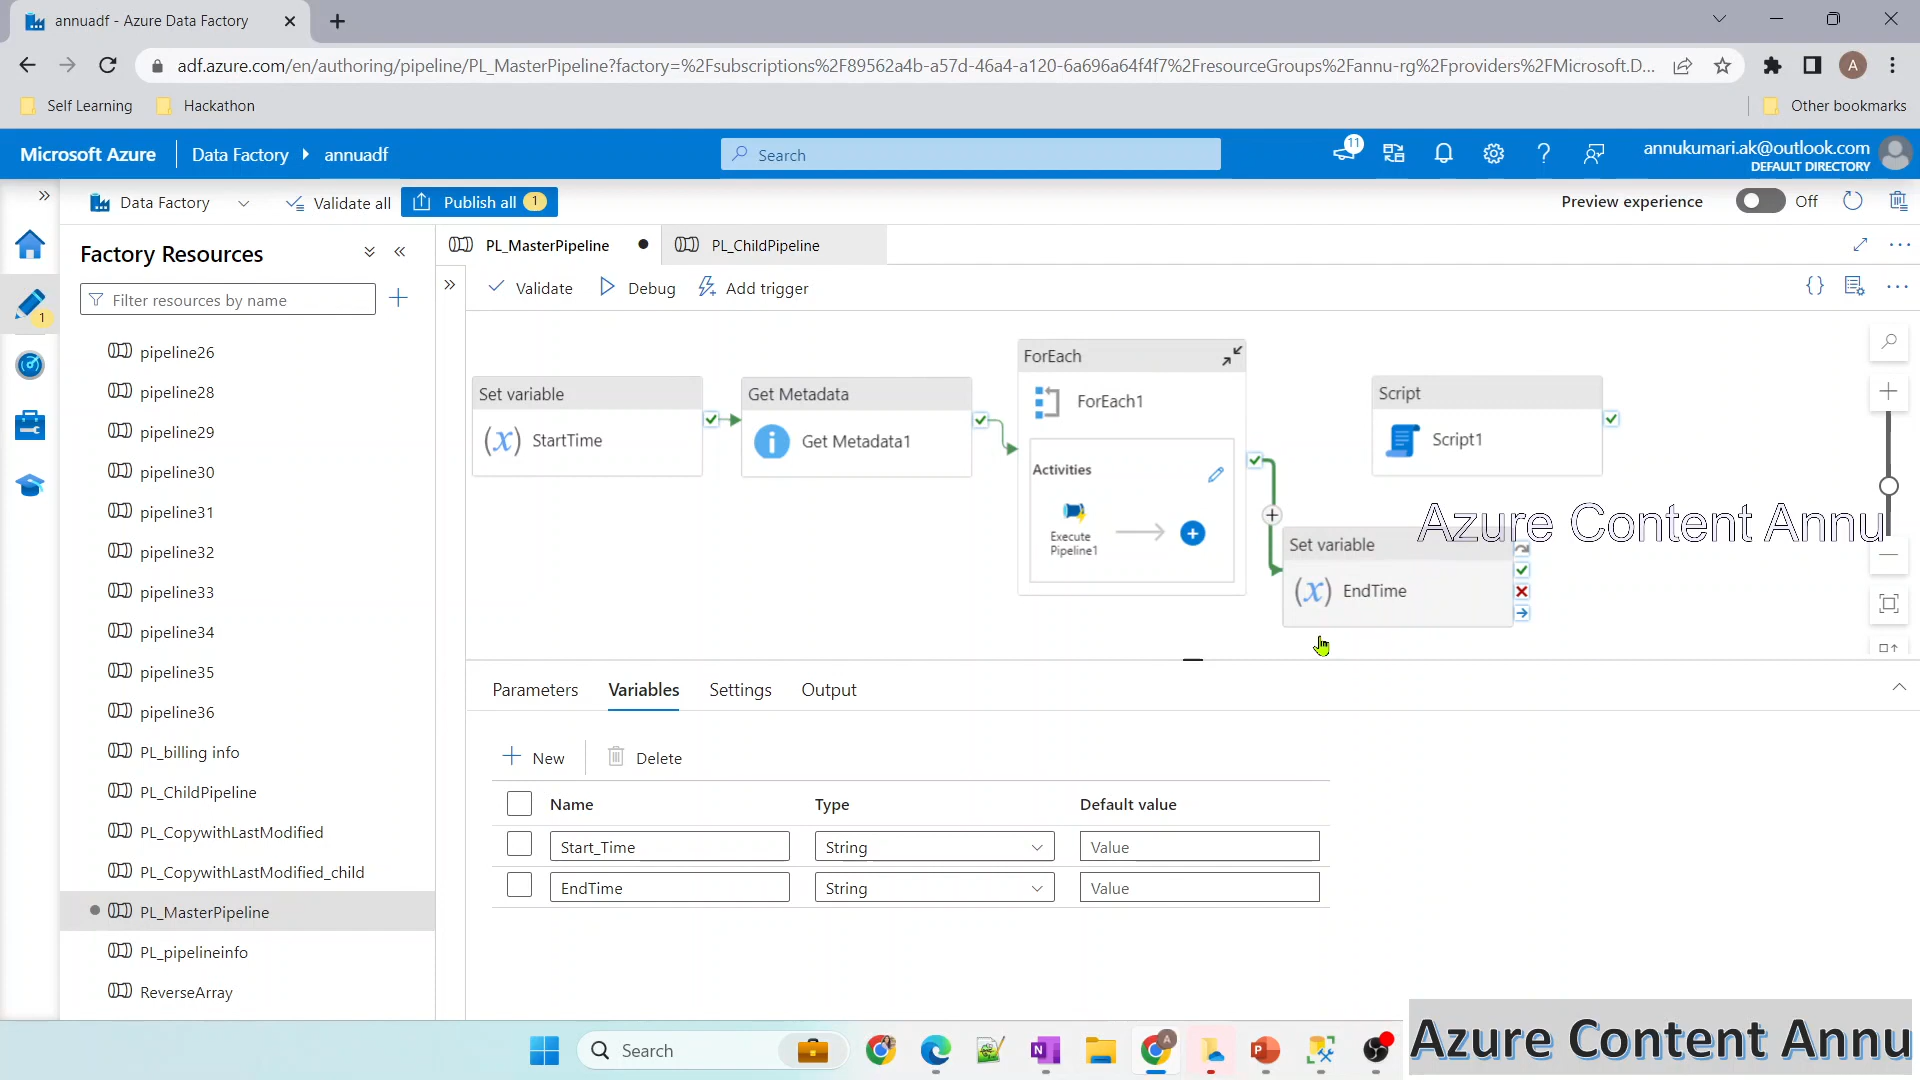 annuadf - Azure Data Factory
adf.azure.com/en/authoring/pipeline/PL_MasterPipeline?factory=%2Fsubscriptions%2F89562a4b-a57d-46a4-a120-6a696a64f4f7%2FresourceGroups%2Fannu-rg%2Fproviders%2FMicrosoft.D...
A
Self Learning
Hackathon
Other bookmarks
Microsoft Azure
Data Factory
annuadf
Search
11
annukumari.ak@outlook.com
DEFAULT DIRECTORY
Data Factory
Validate all
Publish all 1
Preview experience
Off
Factory Resources
Filter resources by name
1
pipeline26
pipeline28
pipeline29
pipeline30
pipeline31
pipeline32
pipeline33
pipeline34
pipeline35
pipeline36
PL_billing info
PL_ChildPipeline
PL_CopywithLastModified
PL_CopywithLastModified_child
PL_MasterPipeline
PL_pipelineinfo
ReverseArray
PL_MasterPipeline
PL_ChildPipeline
Validate
Debug
Add trigger
Set variable
(x) StartTime
Get Metadata
Get Metadata1
ForEach
ForEach1
Activities
Execute
Pipeline1
Script
Script1
Azure Content Annu
Set variable
(x) EndTime
Parameters
Variables
Settings
Output
New
Delete
Name Type Default value
Start_Time String Value
EndTime String Value
Search
Azure Content Annu